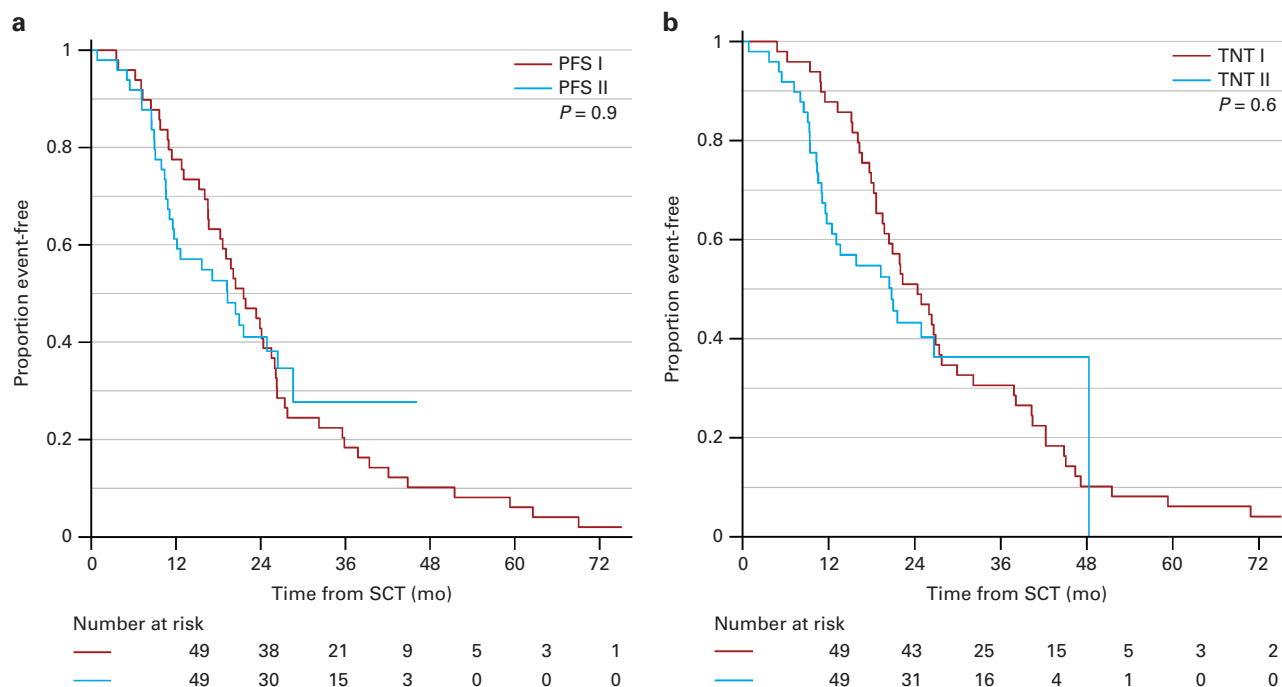 a
1
0.8
0.6
0.4
0.2
0
Proportion event-free
PFS I
PFS II
P = 0.9
0 12 24 36 48 60 72
Time from SCT (mo)
Number at risk
49 38 21 9 5 3 1
49 30 15 3 0 0 0
b
1
0.8
0.6
0.4
0.2
0
Proportion event-free
TNT I
TNT II
P = 0.6
0 12 24 36 48 60 72
Time from SCT (mo)
Number at risk
49 43 25 15 5 3 2
49 31 16 4 1 0 0